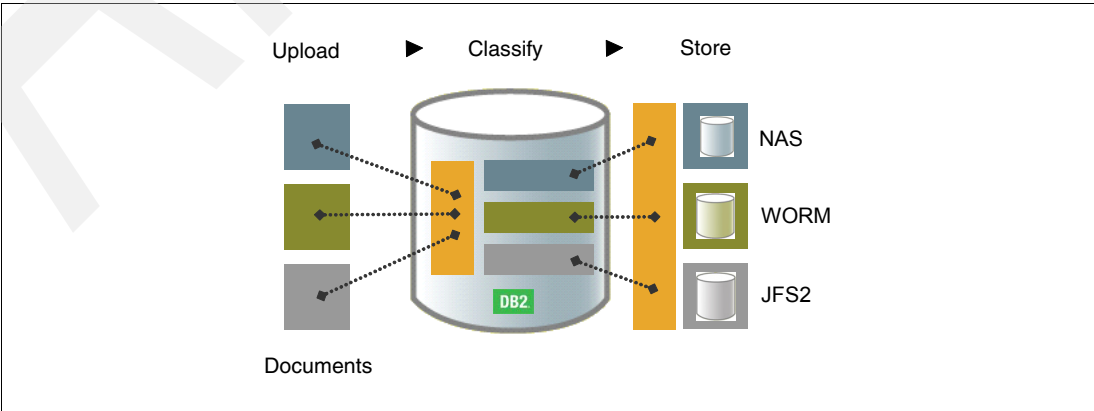 Upload Classify Store
NAS
WORM
JFS2
DB2.
Documents